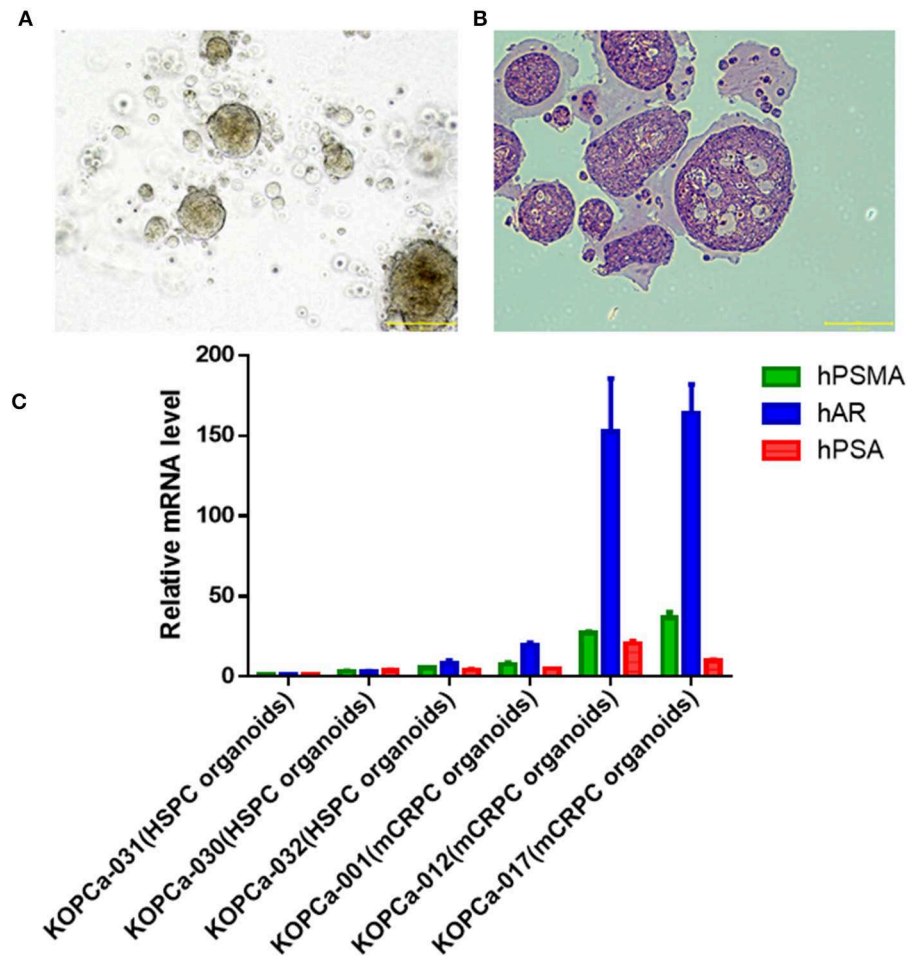 A
B
C
200
150
100
50
0
Relative mRNA level
hPSMA
hAR
hPSA
KOPCa-031(HSPC organoids)
KOPCa-030(HSPC organoids)
KOPCa-032(HSPC organoids)
KOPCa-001(mCRPC organoids)
KOPCa-012(mCRPC organoids)
KOPCa-017(mCRPC organoids)